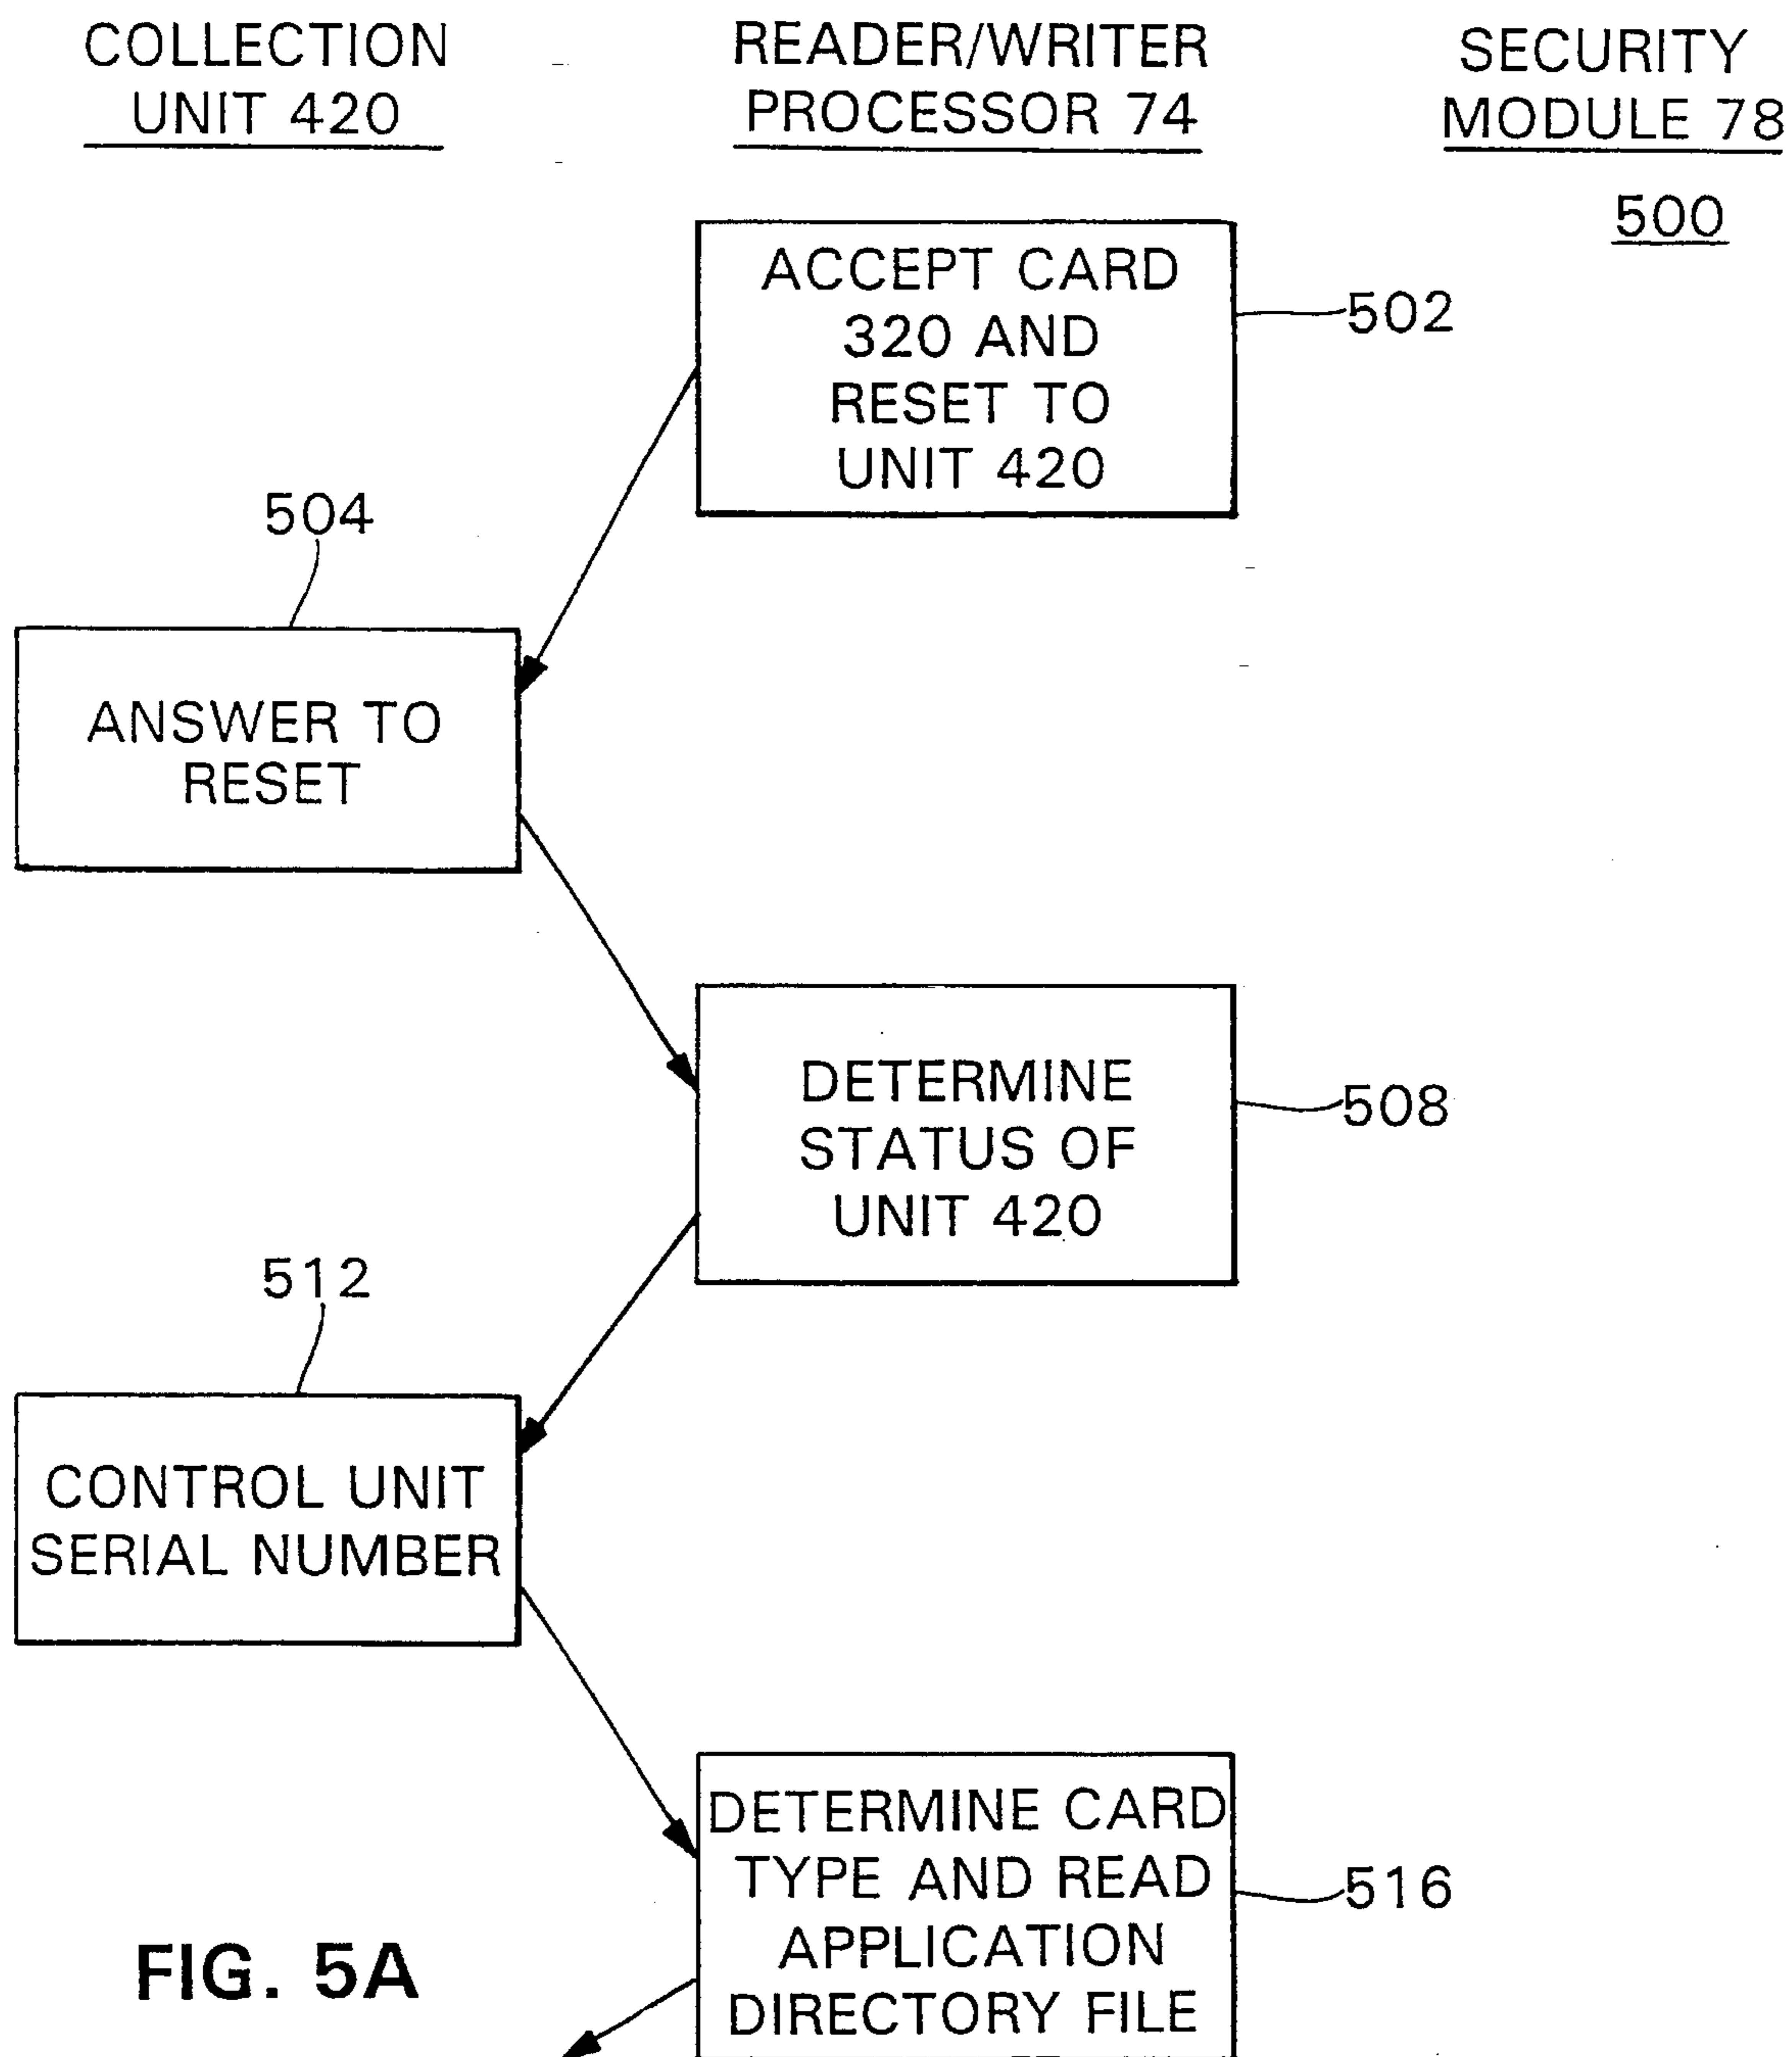 COLLECTION
UNIT 420
READER/WRITER
PROCESSOR 74
SECURITY
MODULE 78
500
ACCEPT CARD
320 AND
RESET TO
UNIT 420
502
504
ANSWER TO
RESET
DETERMINE
STATUS OF
UNIT 420
508
512
CONTROL UNIT
SERIAL NUMBER
DETERMINE CARD
TYPE AND READ
APPLICATION
DIRECTORY FILE
516
FIG. 5A